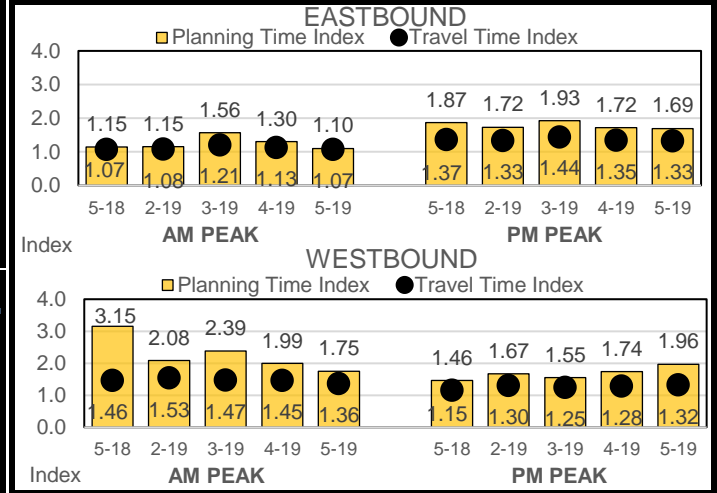 EASTBOUND
Planning Time Index Travel Time Index
4.0
3.0
2.0
1.0
0.0
1.15 1.15 1.56 1.30 1.10 1.87 1.72 1.93 1.72 1.69
1.07 1.08 1.21 1.13 1.07 1.37 1.33 1.44 1.35 1.33
5-18 2-19 3-19 4-19 5-19 5-18 2-19 3-19 4-19 5-19
Index AM PEAK PM PEAK
WESTBOUND
Planning Time Index Travel Time Index
4.0
3.0
2.0
1.0
0.0
3.15 2.08 2.39 1.99 1.75 1.46 1.67 1.55 1.74 1.96
1.46 1.53 1.47 1.45 1.36 1.15 1.30 1.25 1.28 1.32
5-18 2-19 3-19 4-19 5-19 5-18 2-19 3-19 4-19 5-19
Index AM PEAK PM PEAK